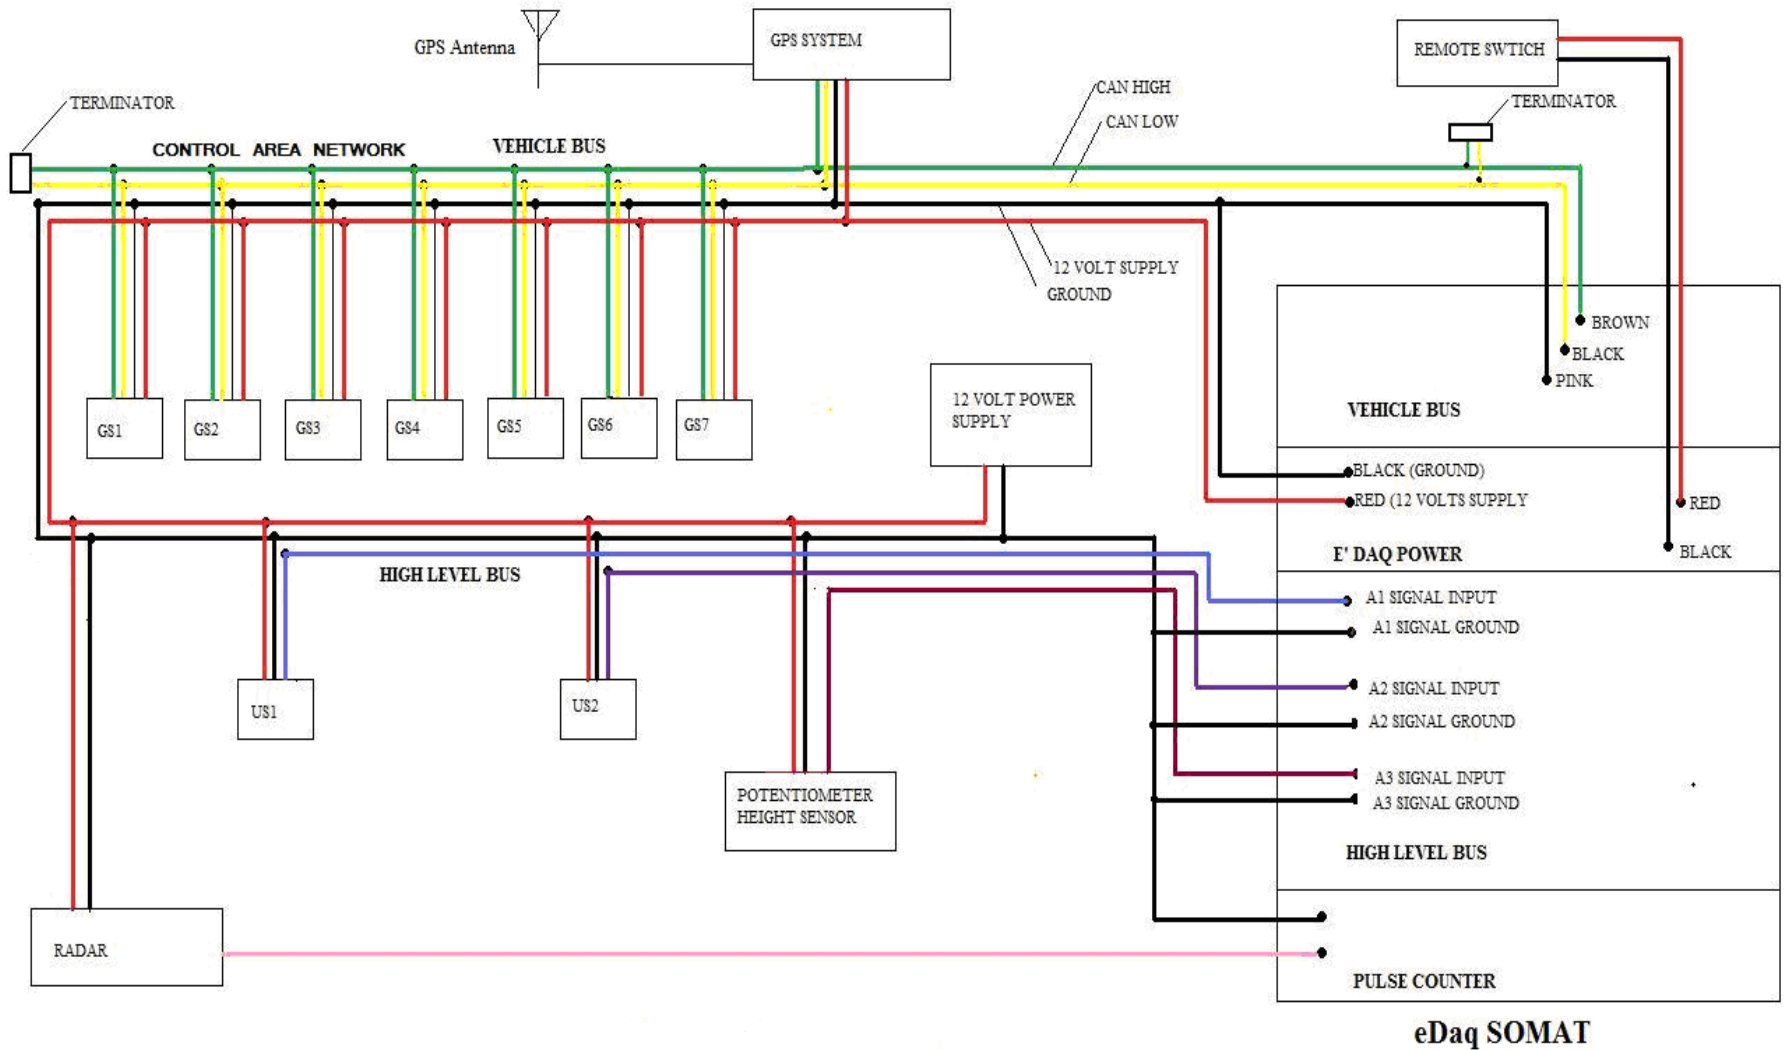 GPS Antenna
GPS SYSTEM
REMOTE SWTICH
TERMINATOR
CAN HIGH
TERMINATOR
CAN LOW
CONTROL AREA NETWORK
VEHICLE BUS
12 VOLT SUPPLY
GROUND
BROWN
BLACK
PINK
VEHICLE BUS
GS1
GS2
GS3
GS4
GS5
GS6
GS7
12 VOLT POWER
SUPPLY
BLACK (GROUND)
RED (12 VOLTS SUPPLY
RED
BLACK
E' DAQ POWER
HIGH LEVEL BUS
A1 SIGNAL INPUT
A1 SIGNAL GROUND
A2 SIGNAL INPUT
A2 SIGNAL GROUND
US1
US2
A3 SIGNAL INPUT
A3 SIGNAL GROUND
POTENTIOMETER
HEIGHT SENSOR
HIGH LEVEL BUS
RADAR
PULSE COUNTER
eDaq SOMAT